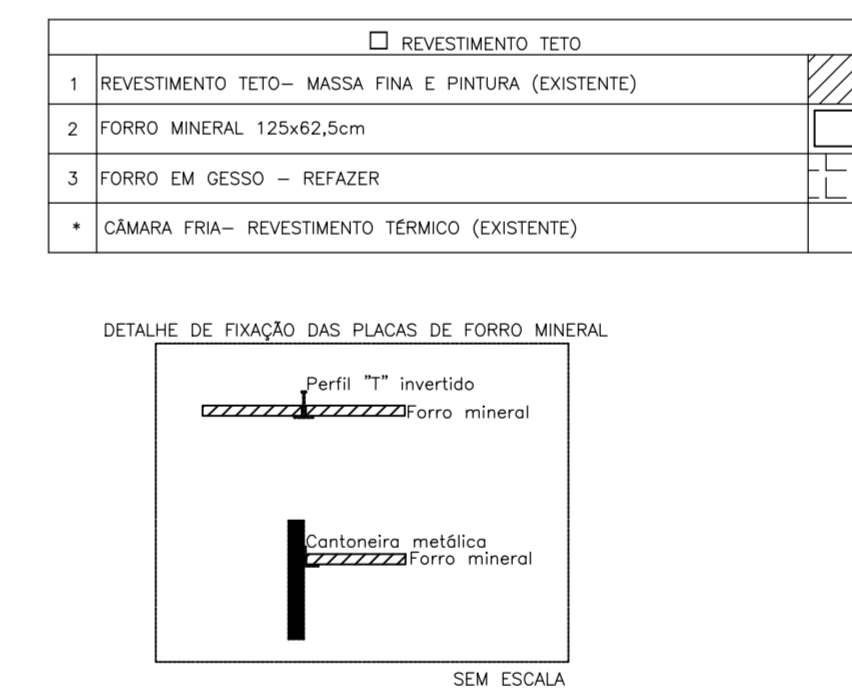 REVESTIMENTO TETO
1 REVESTIMENTO TETO– MASSA FINA E PINTURA (EXISTENTE)
2 FORRO MINERAL 125x62,5cm
3 FORRO EM GESSO – REFAZER
* CÂMARA FRIA– REVESTIMENTO TÉRMICO (EXISTENTE)
DETALHE DE FIXAÇÃO DAS PLACAS DE FORRO MINERAL
Perfil "T" invertido
Forro mineral
Cantoneira metálica
Forro mineral
SEM ESCALA